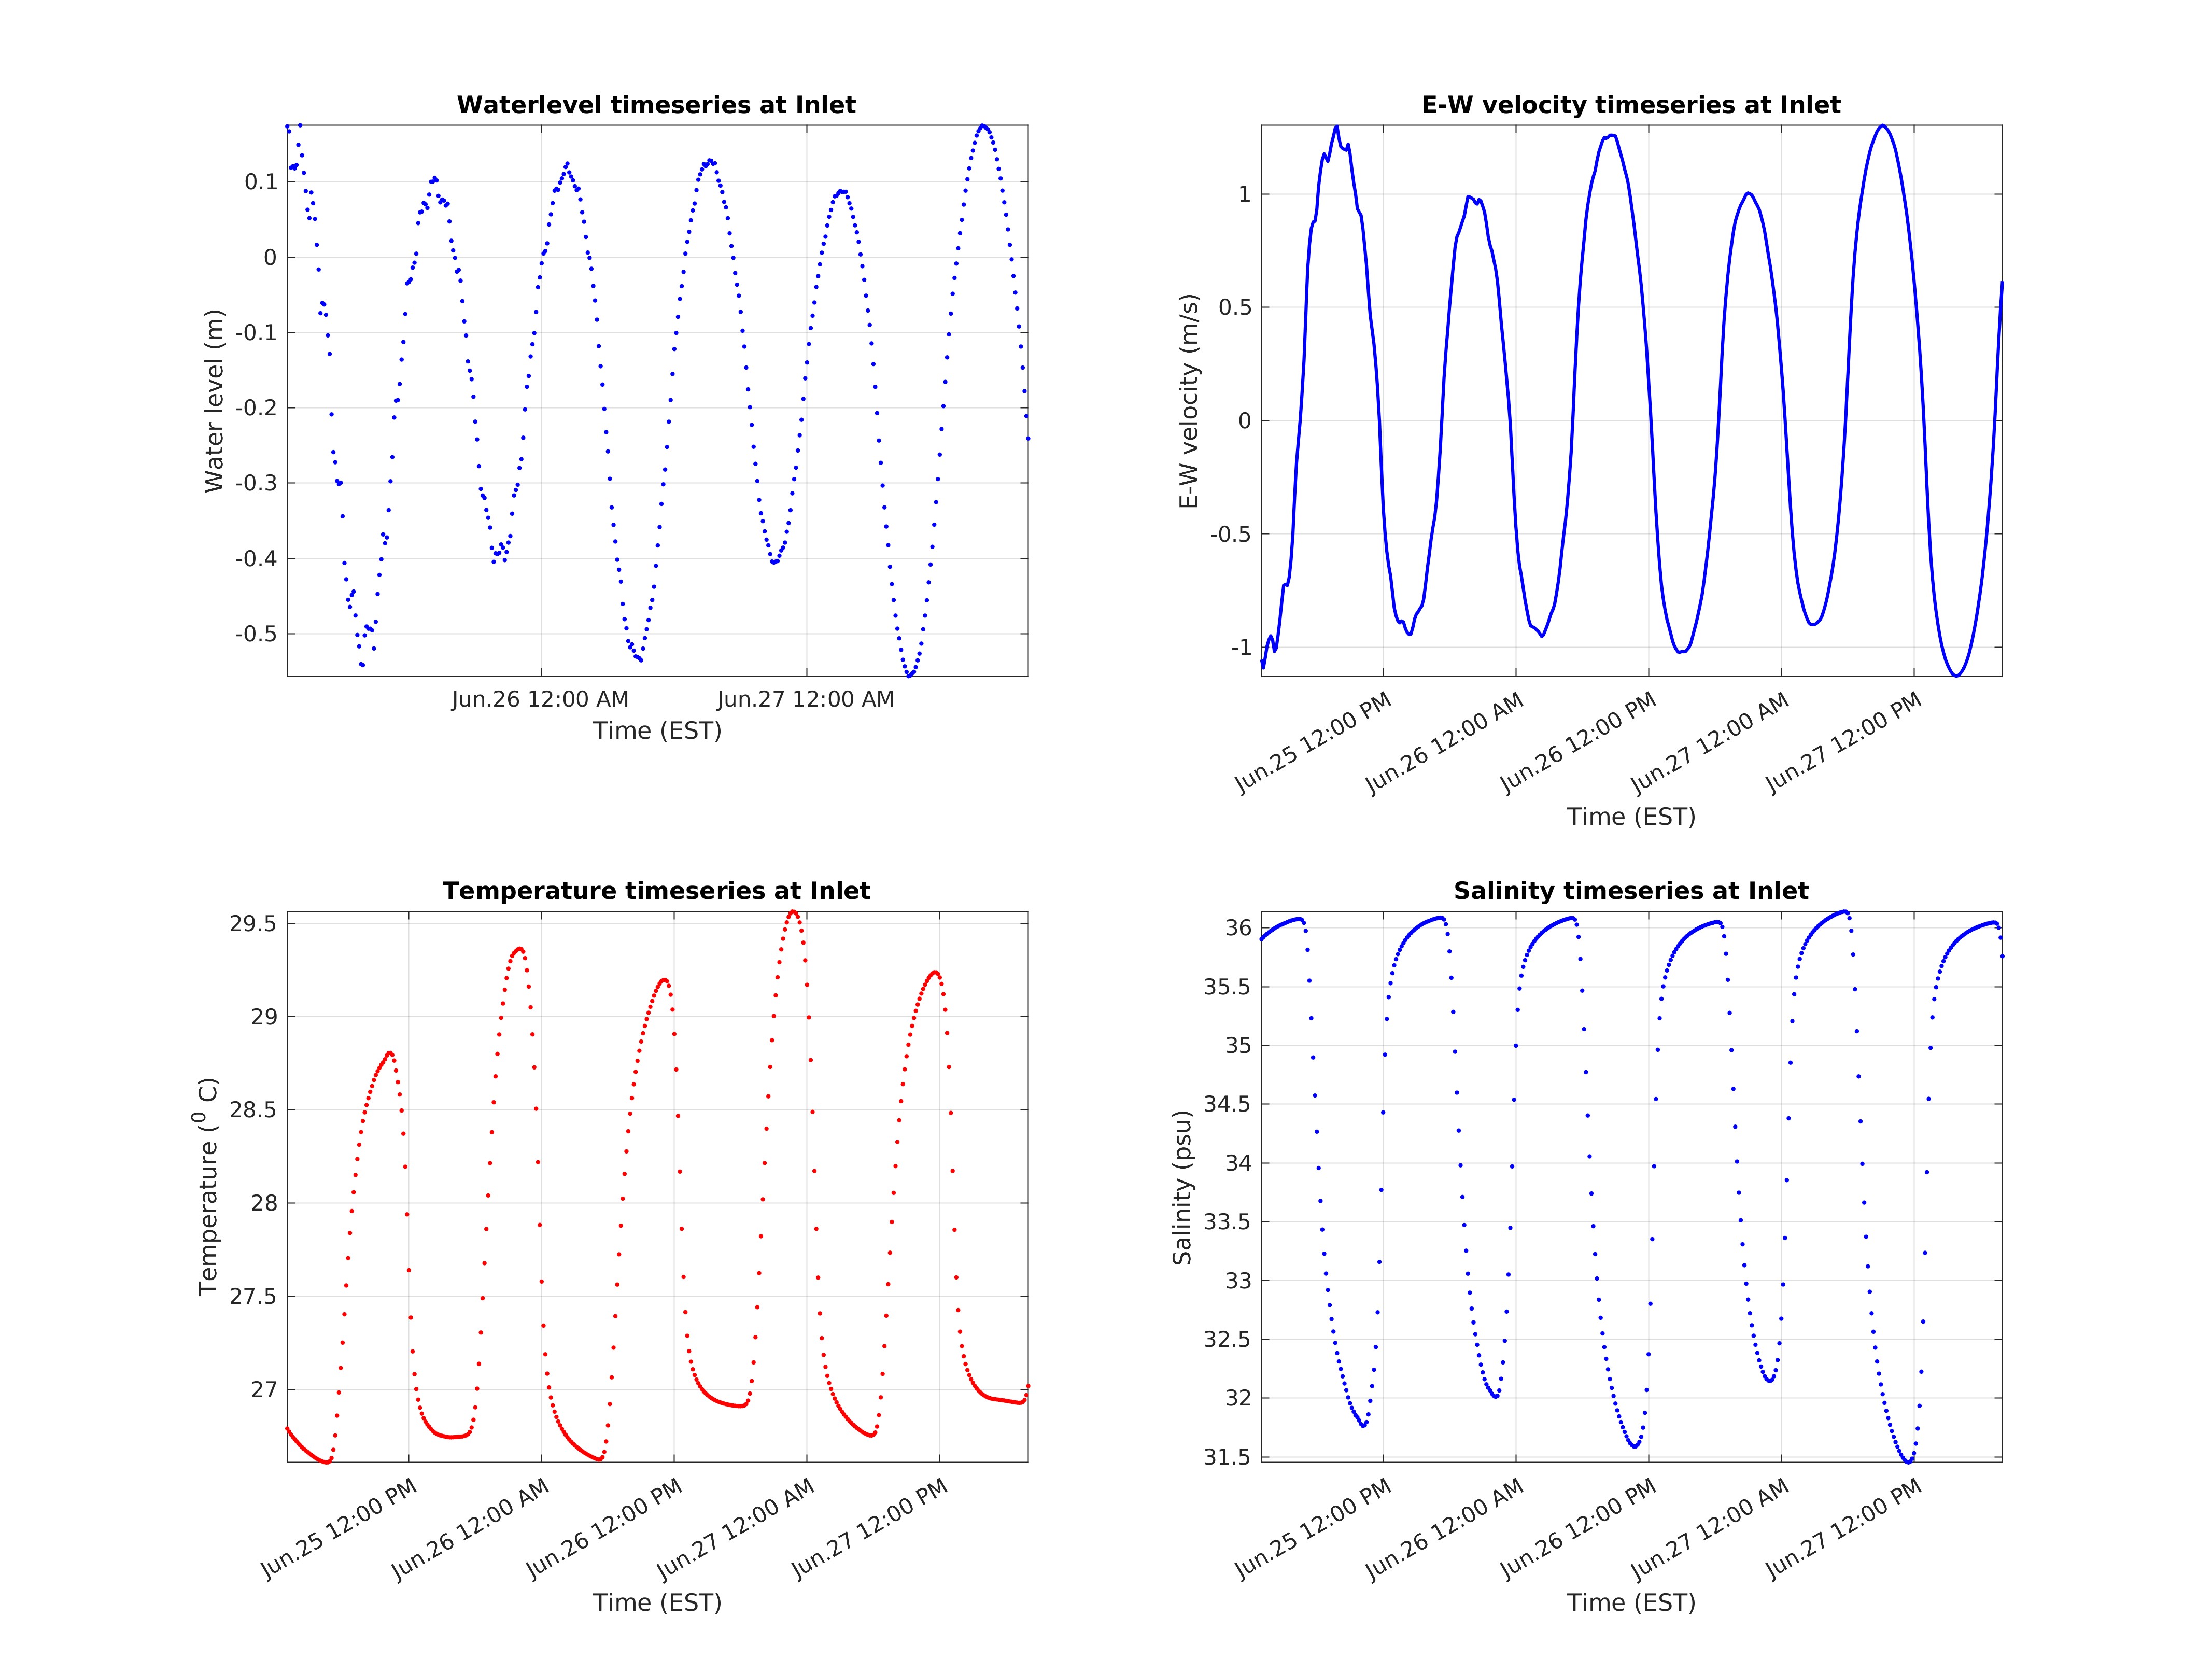 Waterlevel timeseries at Inlet
0.1
0
-0.1
-0.2
-0.3
-0.4
-0.5
Water level (m)
Jun.26 12:00 AM
Jun.27 12:00 AM
Time (EST)
E-W velocity timeseries at Inlet
1
0.5
0
-0.5
-1
E-W velocity (m/s)
Jun.25 12:00 PM
Jun.26 12:00 AM
Jun.26 12:00 PM
Jun.27 12:00 AM
Jun.27 12:00 PM
Time (EST)
Temperature timeseries at Inlet
29.5
29
28.5
28
27.5
27
Temperature (⁰ C)
Jun.25 12:00 PM
Jun.26 12:00 AM
Jun.26 12:00 PM
Jun.27 12:00 AM
Jun.27 12:00 PM
Time (EST)
Salinity timeseries at Inlet
36
35.5
35
34.5
34
33.5
33
32.5
32
31.5
Salinity (psu)
Jun.25 12:00 PM
Jun.26 12:00 AM
Jun.26 12:00 PM
Jun.27 12:00 AM
Jun.27 12:00 PM
Time (EST)